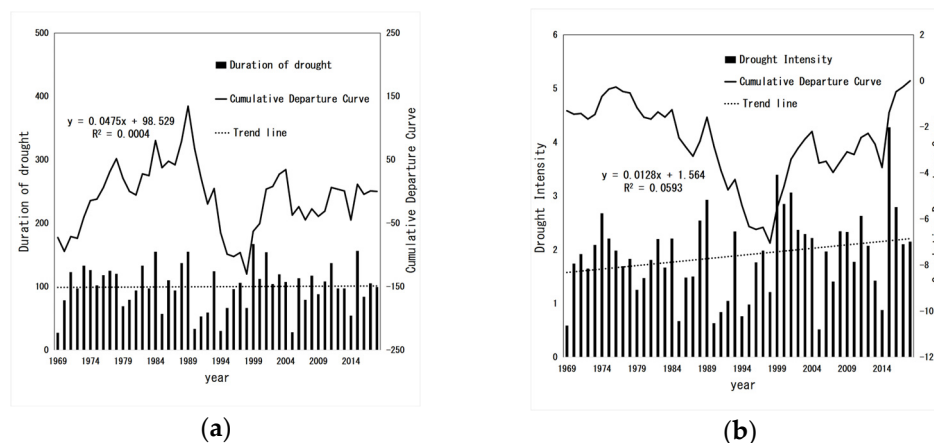 500
400
300
200
100
0
Duration of drought
250
150
50
-50
-150
-250
Cumulative Departure Curve
Duration of drought
Cumulative Departure Curve
Trend line
y = 0.0475x + 98.529
R² = 0.0004
1969 1974 1979 1984 1989 1994 1999 2004 2009 2014
year
(a)
6
5
4
3
2
1
0
Drought Intensity
2
0
-2
-4
-6
-8
-10
-12
Drought Intensity
Cumulative Departure Curve
Trend line
y = 0.0128x + 1.564
R² = 0.0593
1969 1974 1979 1984 1989 1994 1999 2004 2009 2014
year
(b)